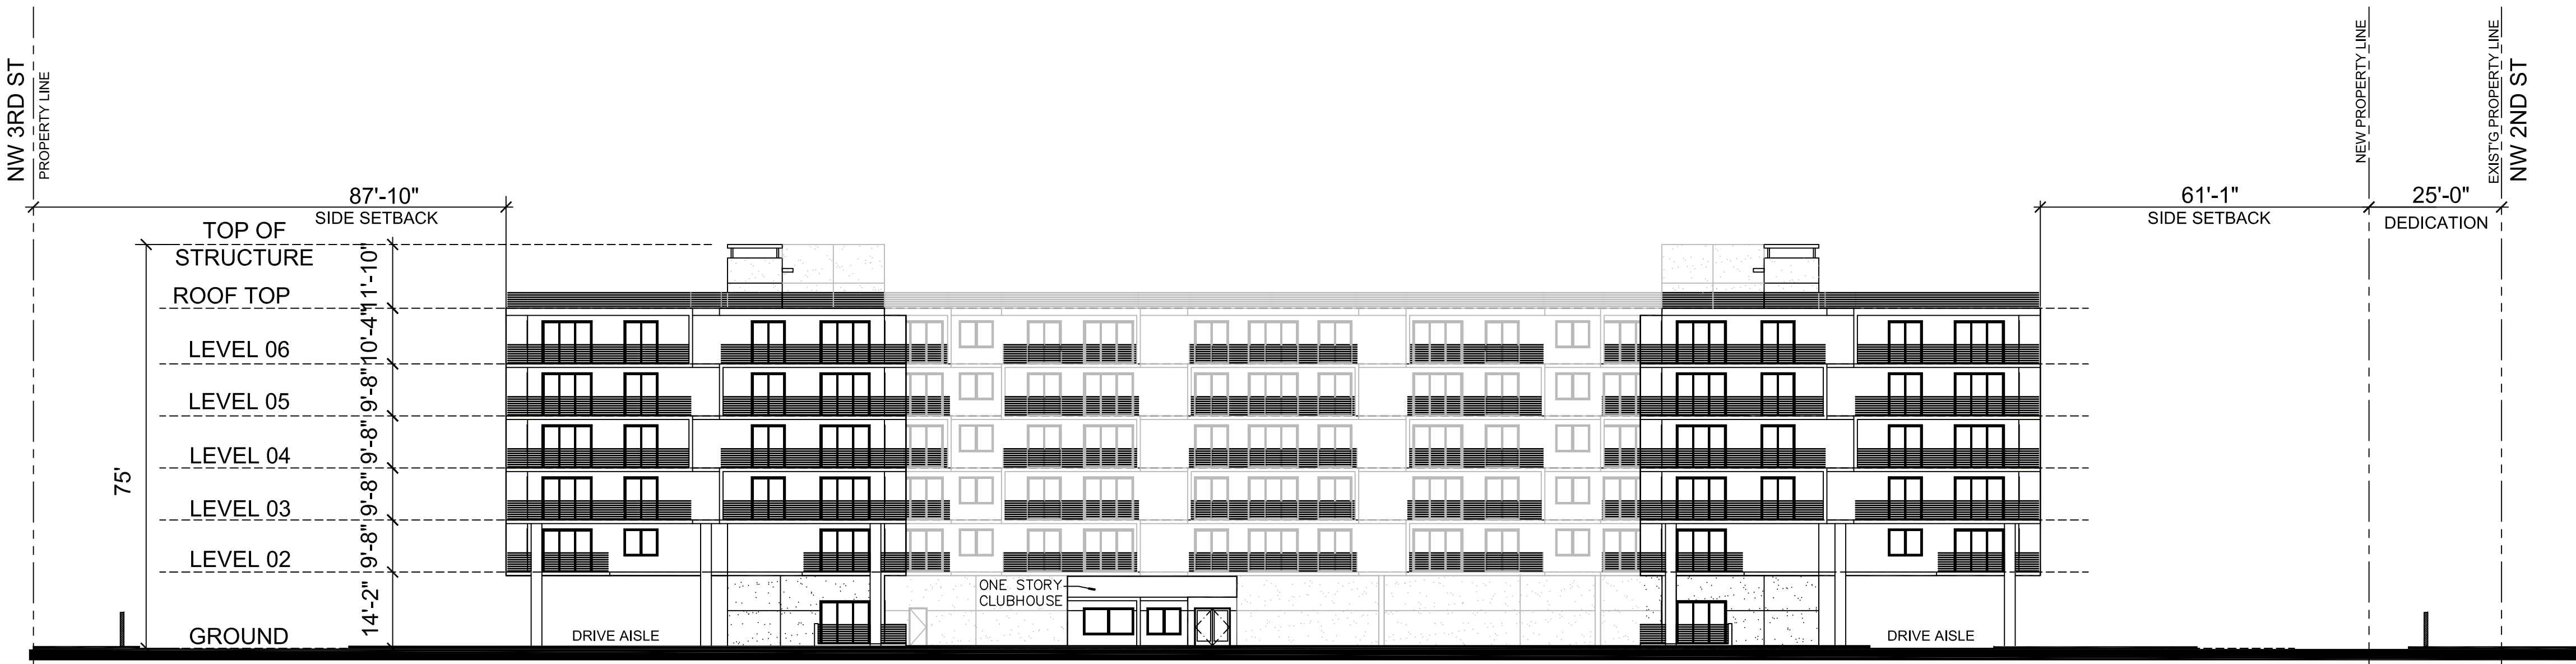 NW 3RD ST
PROPERTY LINE
NEW PROPERTY LINE
EXIST'G PROPERTY LINE
NW 2ND ST
87'-10"
SIDE SETBACK
61'-1"
SIDE SETBACK
25'-0"
DEDICATION
TOP OF
STRUCTURE
11'-10"
ROOF TOP
10'-4"
LEVEL 06
9'-8"
LEVEL 05
9'-8"
LEVEL 04
9'-8"
LEVEL 03
9'-8"
LEVEL 02
14'-2"
GROUND
75'
DRIVE AISLE
ONE STORY
CLUBHOUSE
DRIVE AISLE